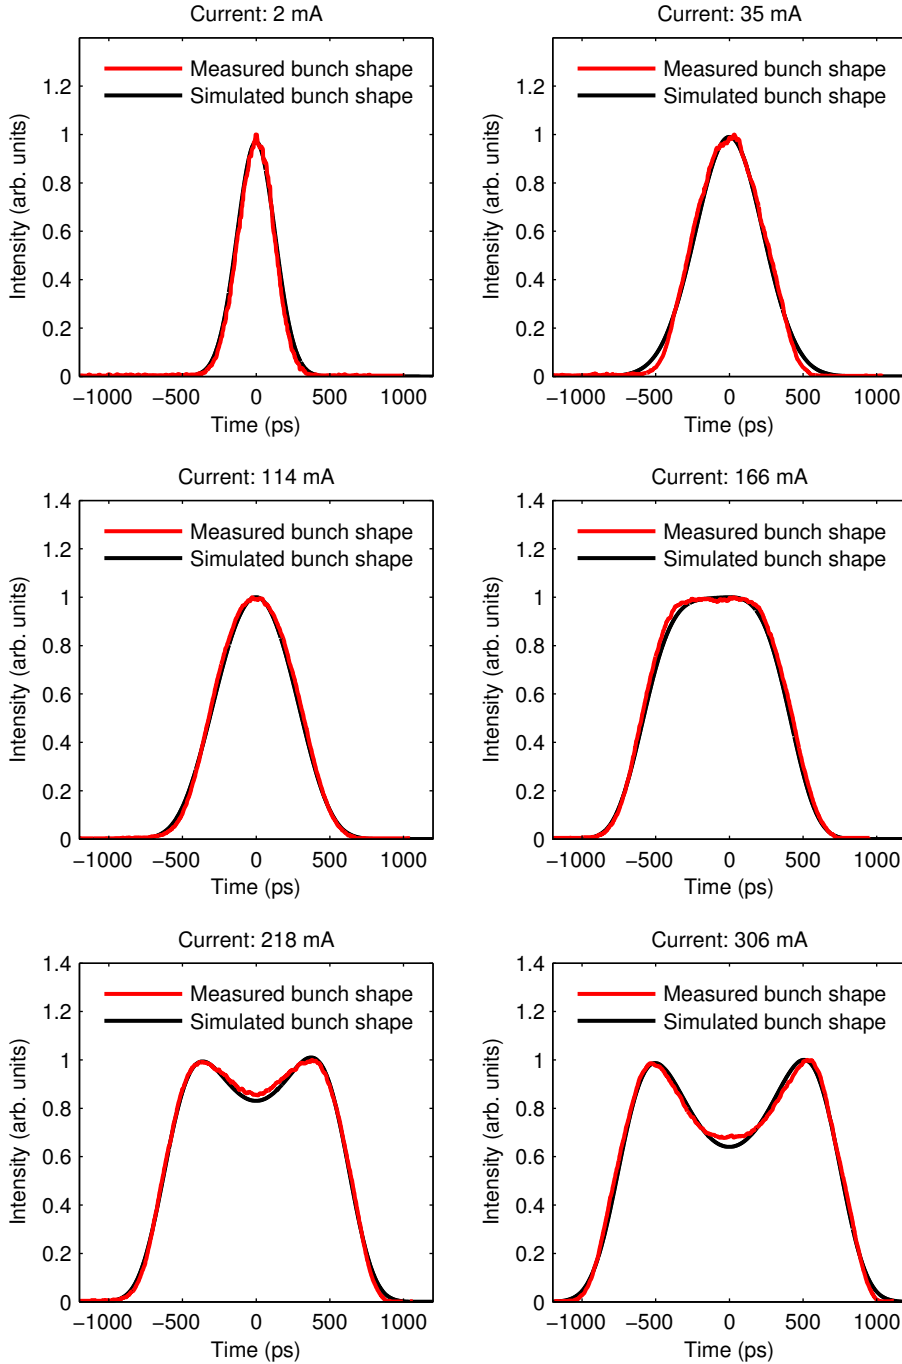 Current: 2 mA
Measured bunch shape
Simulated bunch shape
Intensity (arb. units)
1.2
1
0.8
0.6
0.4
0.2
0
−1000 −500 0 500 1000
Time (ps)
Current: 35 mA
Measured bunch shape
Simulated bunch shape
Intensity (arb. units)
1.2
1
0.8
0.6
0.4
0.2
0
−1000 −500 0 500 1000
Time (ps)
Current: 114 mA
Measured bunch shape
Simulated bunch shape
Intensity (arb. units)
1.4
1.2
1
0.8
0.6
0.4
0.2
0
−1000 −500 0 500 1000
Time (ps)
Current: 166 mA
Measured bunch shape
Simulated bunch shape
Intensity (arb. units)
1.4
1.2
1
0.8
0.6
0.4
0.2
0
−1000 −500 0 500 1000
Time (ps)
Current: 218 mA
Measured bunch shape
Simulated bunch shape
Intensity (arb. units)
1.4
1.2
1
0.8
0.6
0.4
0.2
0
−1000 −500 0 500 1000
Time (ps)
Current: 306 mA
Measured bunch shape
Simulated bunch shape
Intensity (arb. units)
1.4
1.2
1
0.8
0.6
0.4
0.2
0
−1000 −500 0 500 1000
Time (ps)